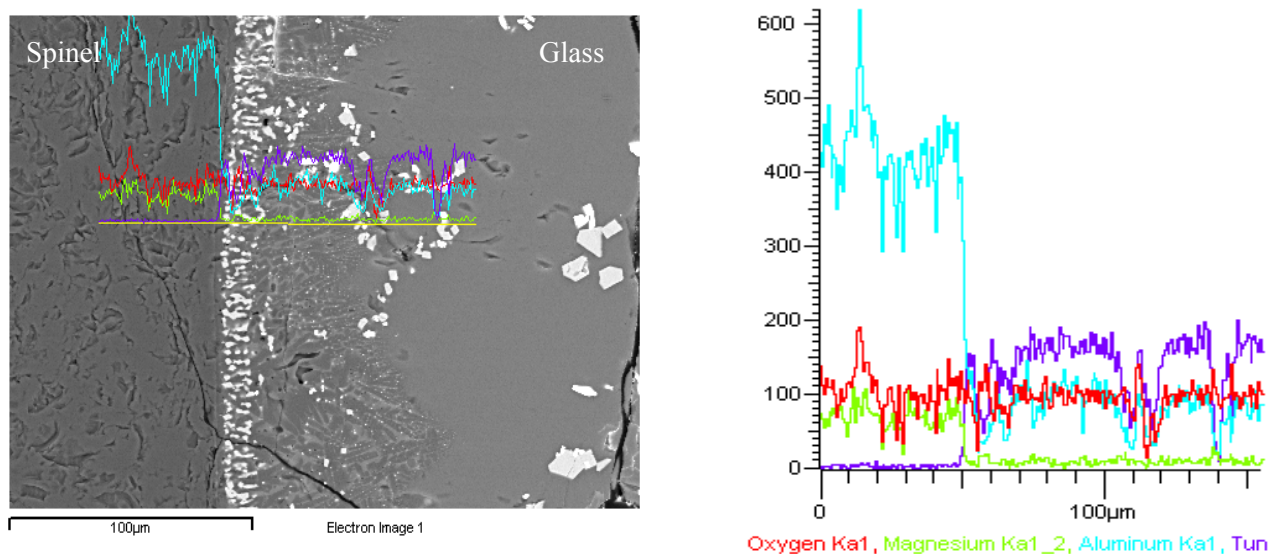 Spinel
Glass
100µm
Electron Image 1
600
500
400
300
200
100
0
0
100µm
Oxygen Ka1, Magnesium Ka1_2, Aluminum Ka1, Tun